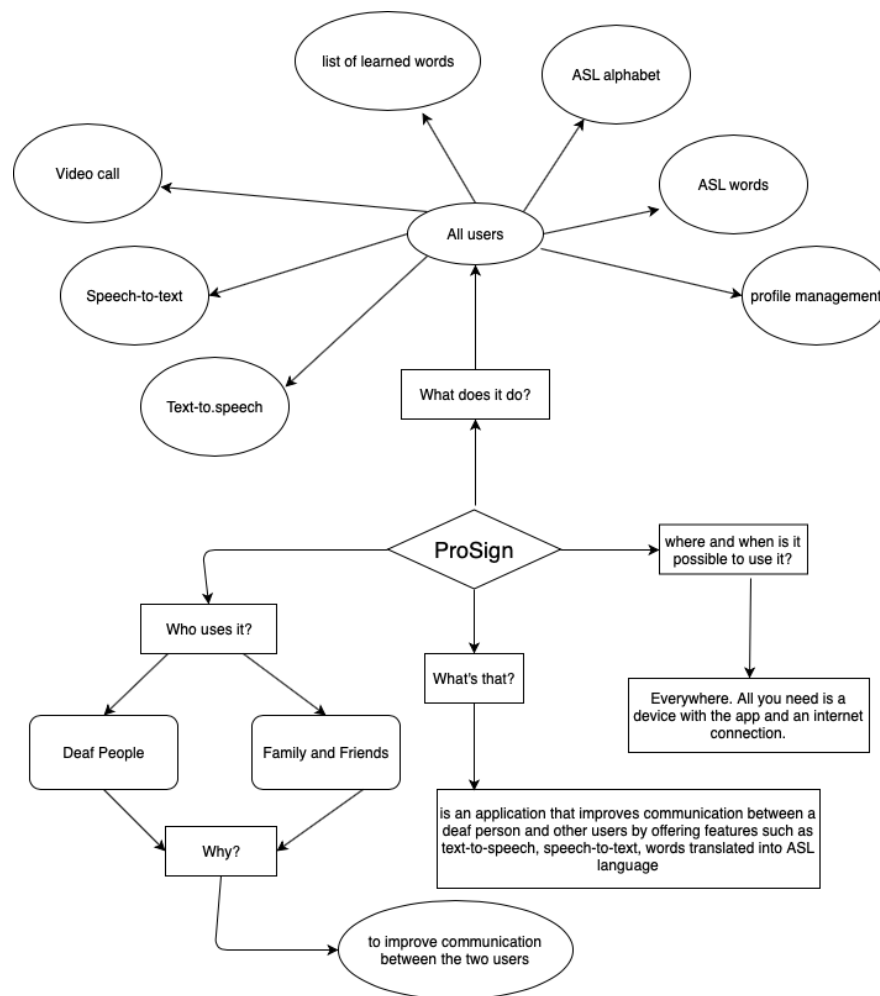 list of learned words
ASL alphabet
Video call
ASL words
All users
Speech-to-text
profile management
Text-to.speech
What does it do?
ProSign
where and when is it
possible to use it?
Who uses it?
What's that?
Everywhere. All you need is a
device with the app and an internet
connection.
Deaf People
Family and Friends
is an application that improves communication between a
deaf person and other users by offering features such as
text-to-speech, speech-to-text, words translated into ASL
language
Why?
to improve communication
between the two users